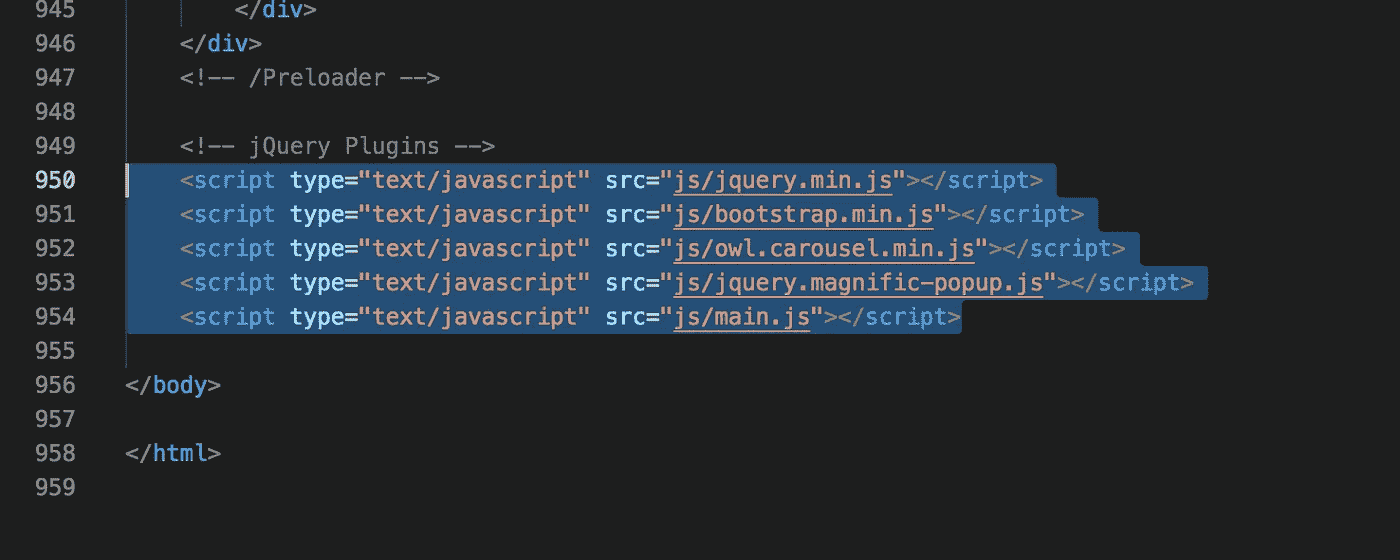 945 </div>
946 </div>
947 <!-- /Preloader -->
948
949 <!-- jQuery Plugins -->
950 <script type="text/javascript" src="js/jquery.min.js"></script>
951 <script type="text/javascript" src="js/bootstrap.min.js"></script>
952 <script type="text/javascript" src="js/owl.carousel.min.js"></script>
953 <script type="text/javascript" src="js/jquery.magnific-popup.js"></script>
954 <script type="text/javascript" src="js/main.js"></script>
955
956 </body>
957
958 </html>
959